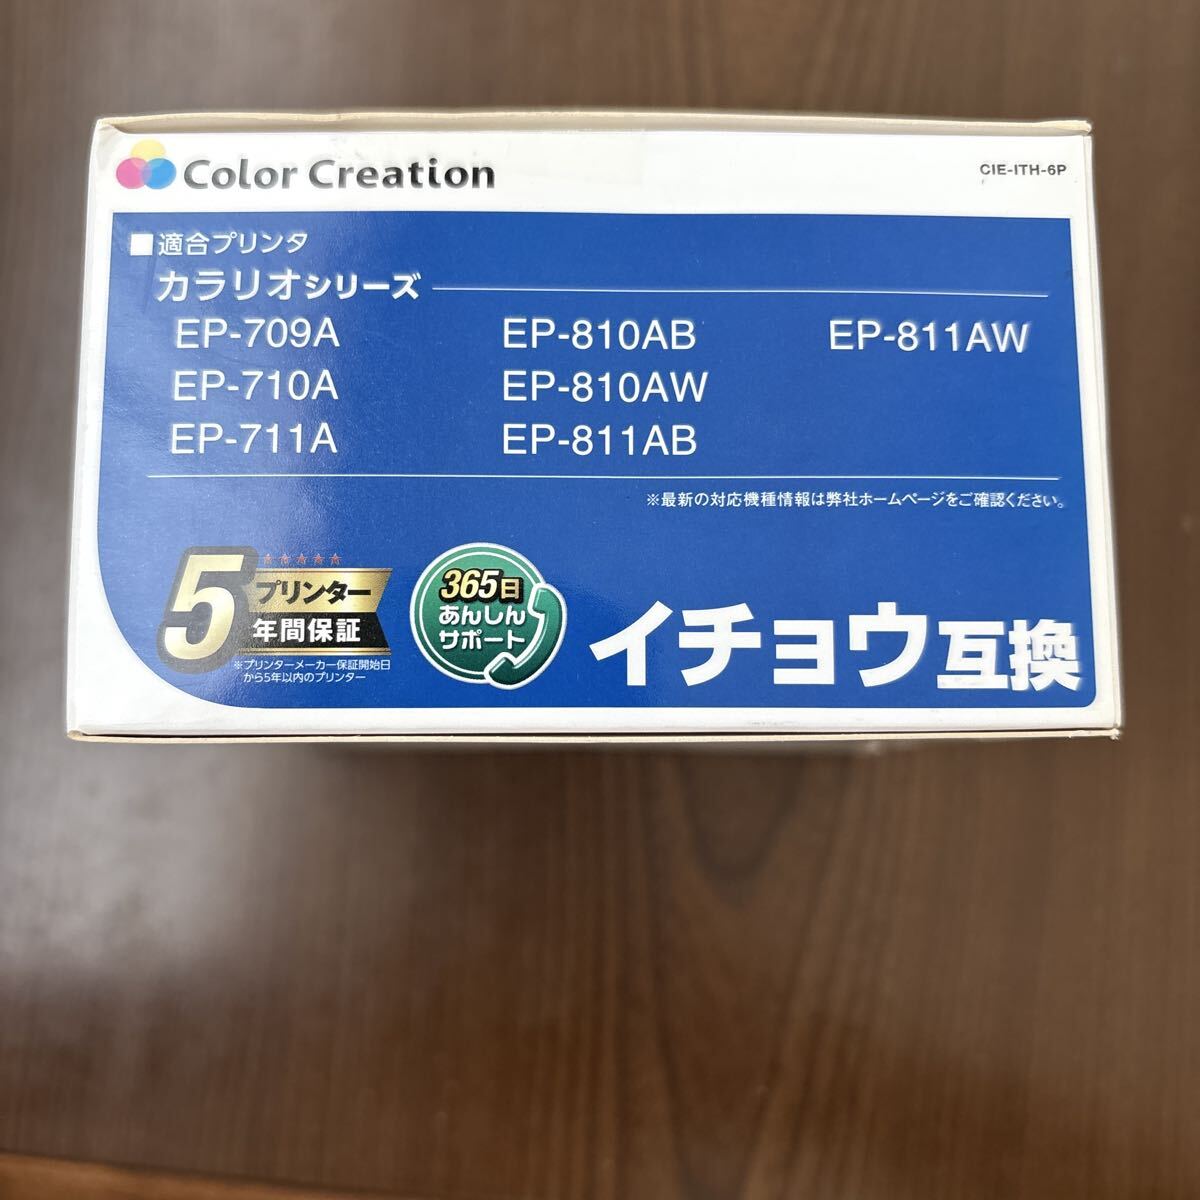 Color Creation
CIE-ITH-6P
■適合プリンタ
カラリオシリーズ
EP-709A EP-810AB EP-811AW
EP-710A EP-810AW
EP-711A EP-811AB
※最新の対応機種情報は弊社ホームページをご確認ください。
5
プリンター
年間保証
※プリンターメーカー保証開始日
から5年以内のプリンター
365日
あんしん
サポート
イチョウ互換